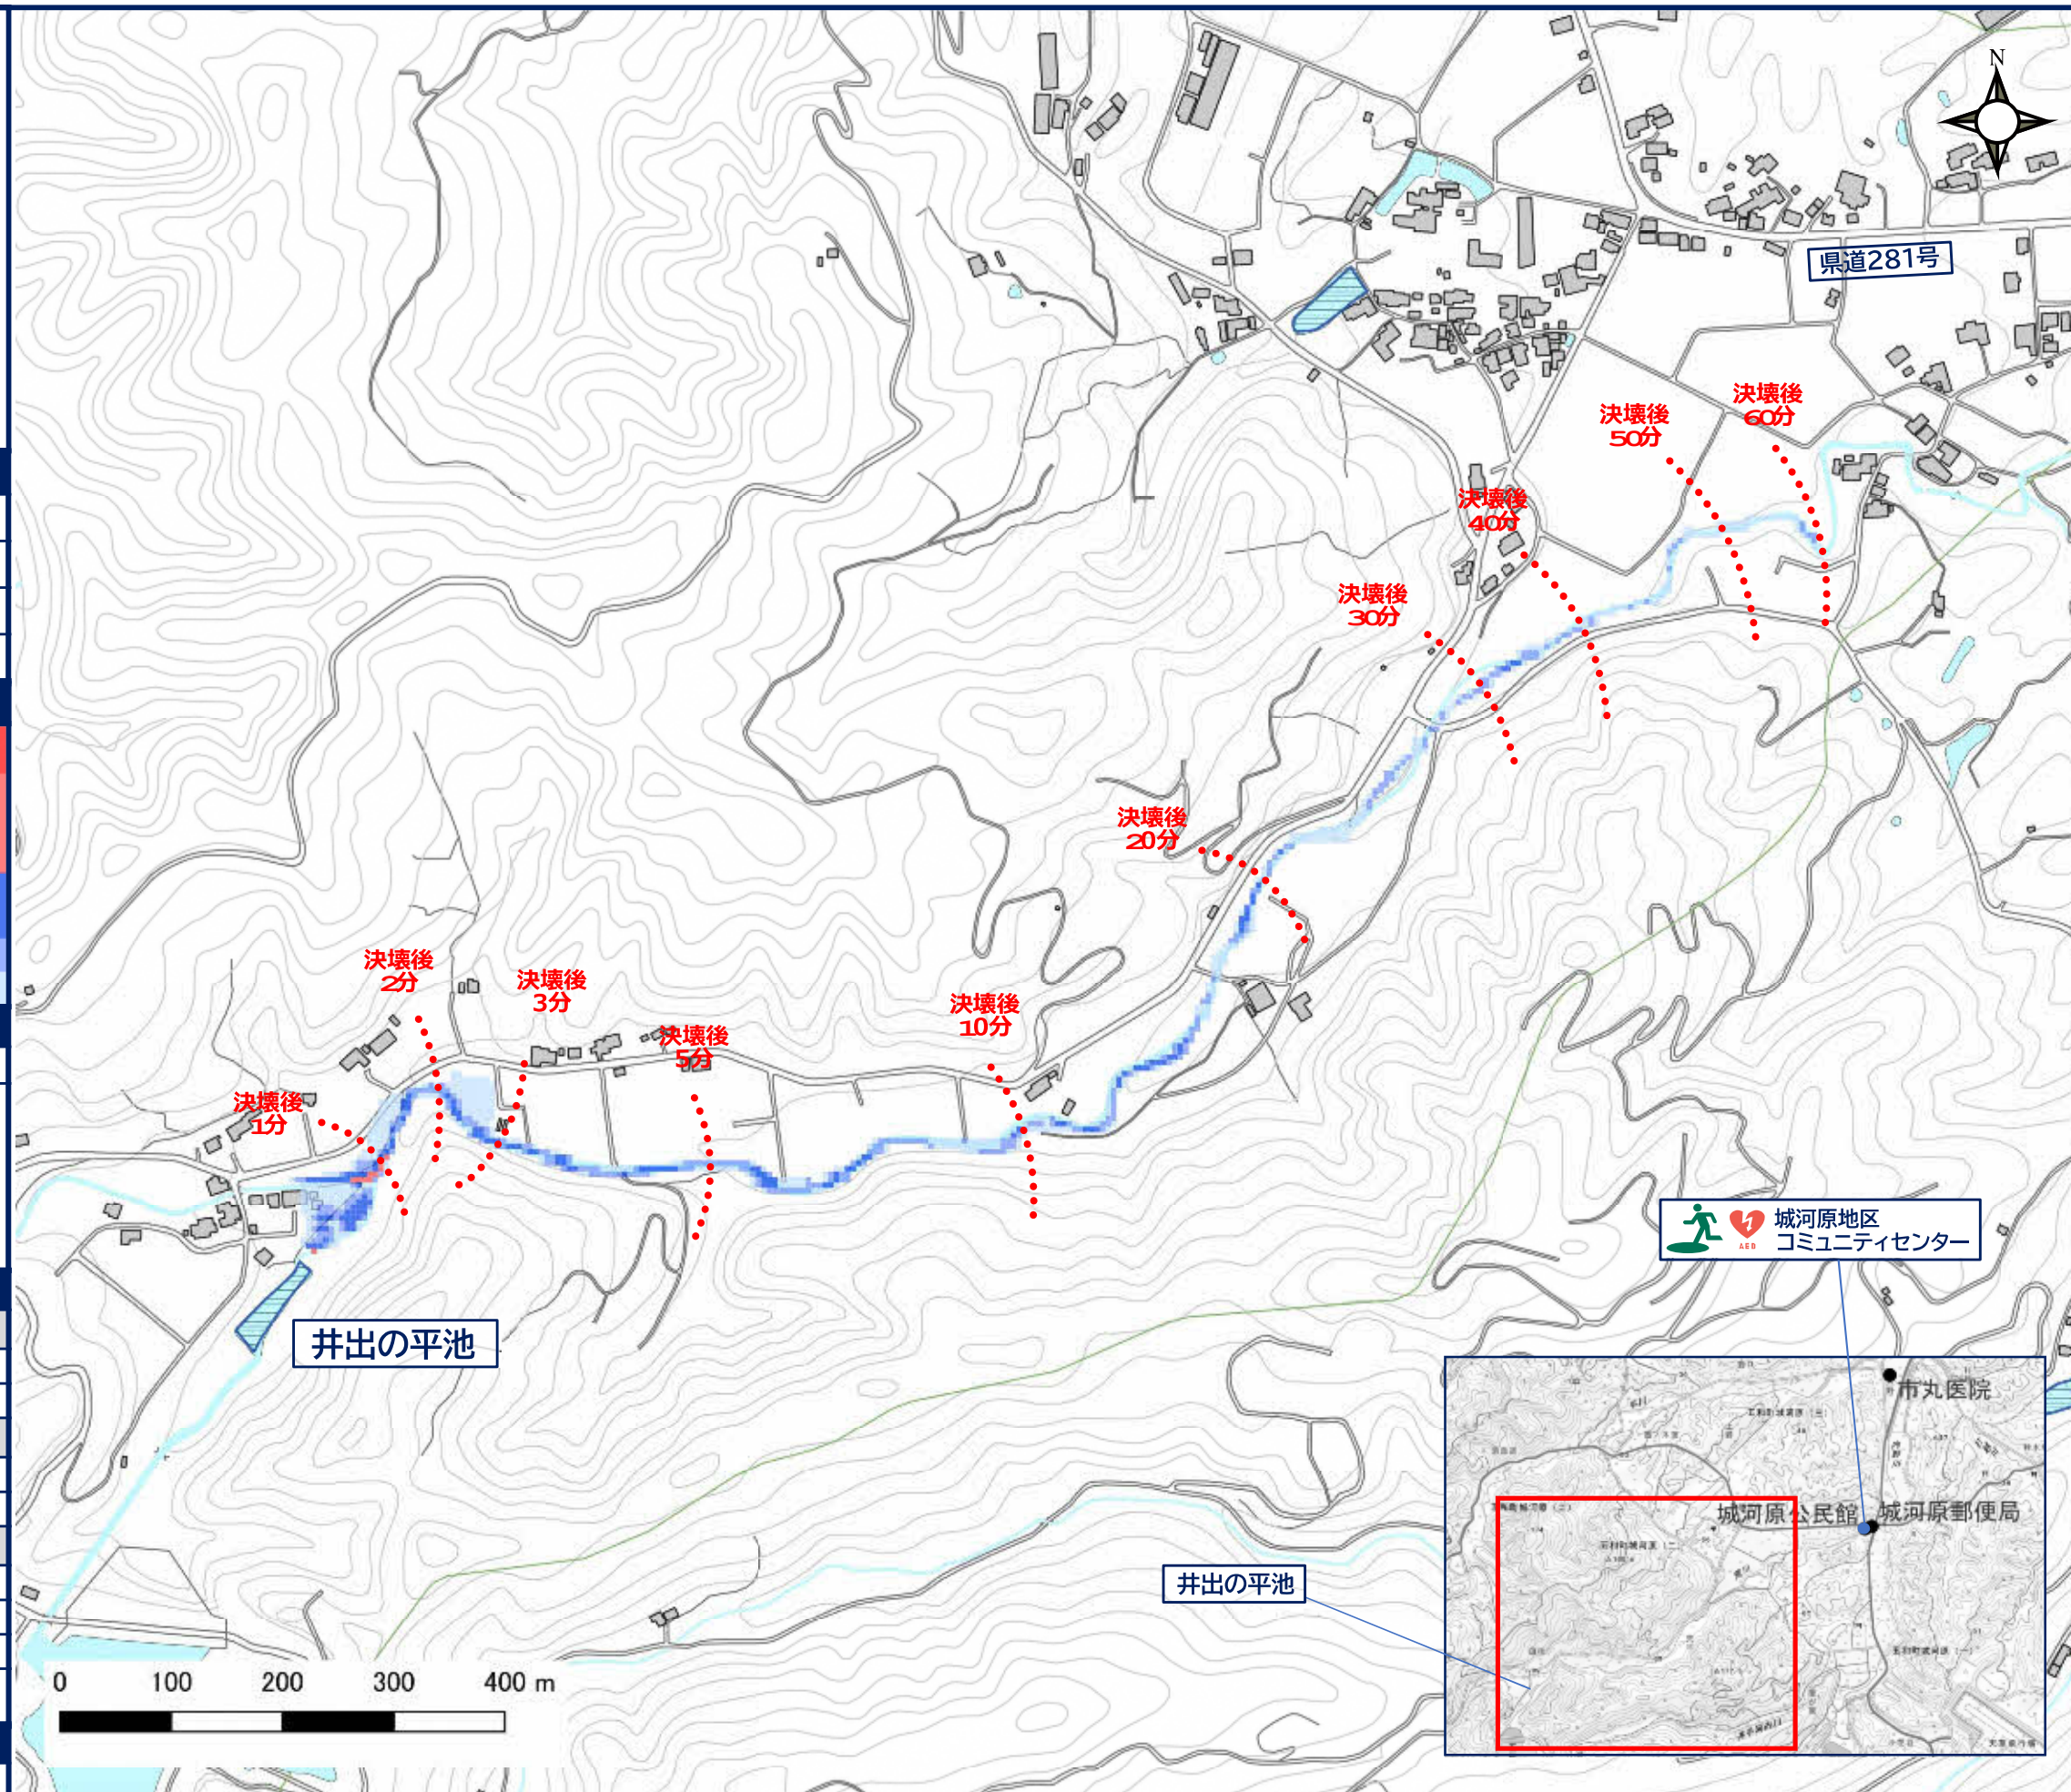 N
県道281号
決壊後
60分
決壊後
50分
決壊後
40分
決壊後
30分
決壊後
20分
決壊後
2分
決壊後
3分
決壊後
10分
決壊後
5分
決壊後
1分
城河原地区
コミュニティセンター
AED
井出の平池
市丸医院
城河原公民館
城河原郵便局
井出の平池
0 100 200 300 400 m